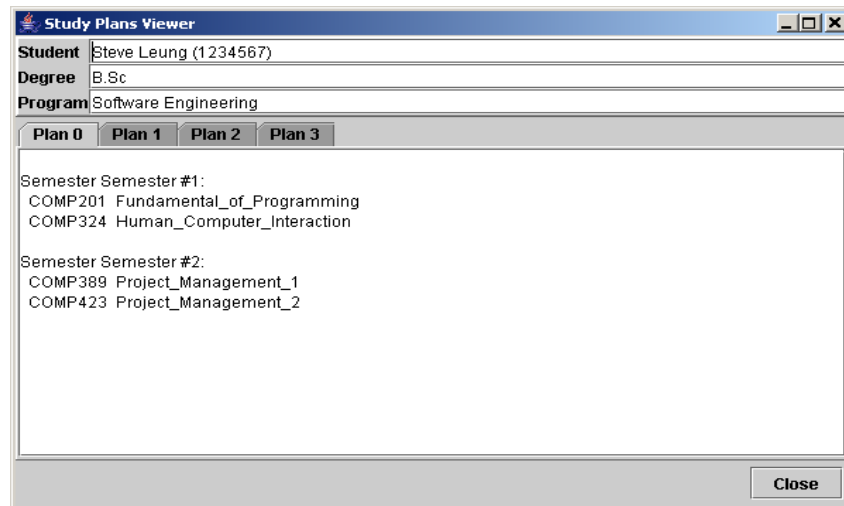 Study Plans Viewer
Student Steve Leung (1234567)
Degree B.Sc
Program Software Engineering
Plan 0 Plan 1 Plan 2 Plan 3
Semester Semester #1:
COMP201 Fundamental_of_Programming
COMP324 Human_Computer_Interaction
Semester Semester #2:
COMP389 Project_Management_1
COMP423 Project_Management_2
Close